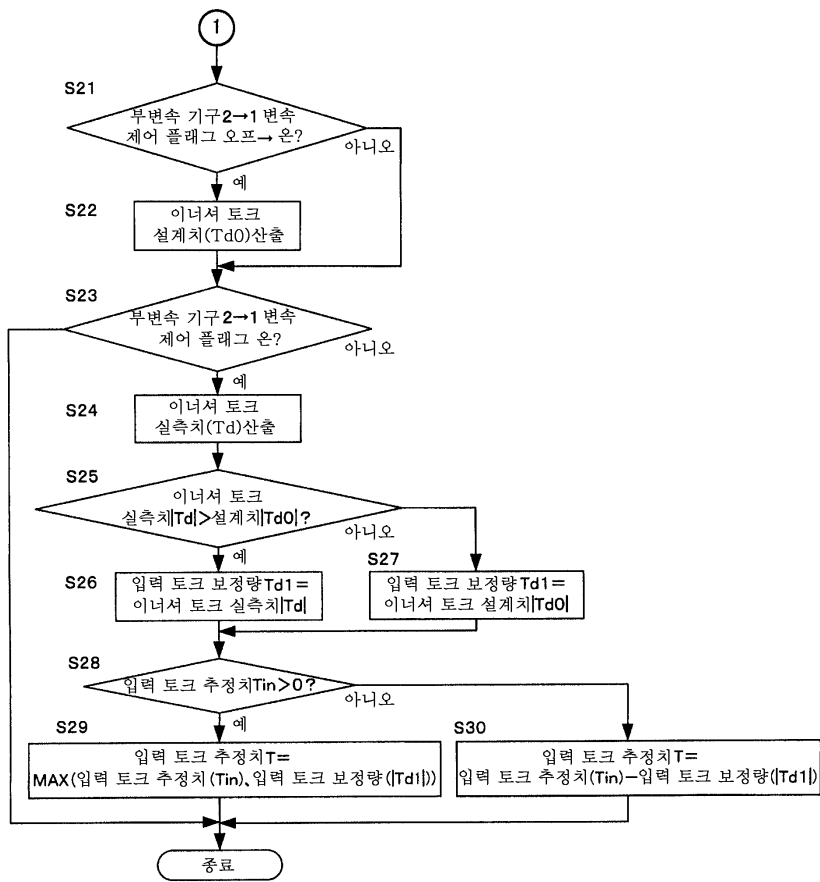 1
S21
부변속 기구2→1 변속
제어 플래그 오프→ 온?
아니오
예
S22
이너셔 토크
설계치(Td0)산출
S23
부변속 기구2→1 변속
제어 플래그 온?
아니오
예
S24
이너셔 토크
실측치(Td)산출
S25
이너셔 토크
실측치|Td|>설계치|Td0|?
아니오
예
S26
입력 토크 보정량Td1=
이너셔 토크 실측치|Td|
S27
입력 토크 보정량Td1=
이너셔 토크 설계치|Td0|
S28
입력 토크 추정치Tin>0?
아니오
예
S29
입력 토크 추정치T=
MAX(입력 토크 추정치(Tin)、입력 토크 보정량(|Td1|))
S30
입력 토크 추정치T=
입력 토크 추정치(Tin)-입력 토크 보정량(|Td1|)
종료